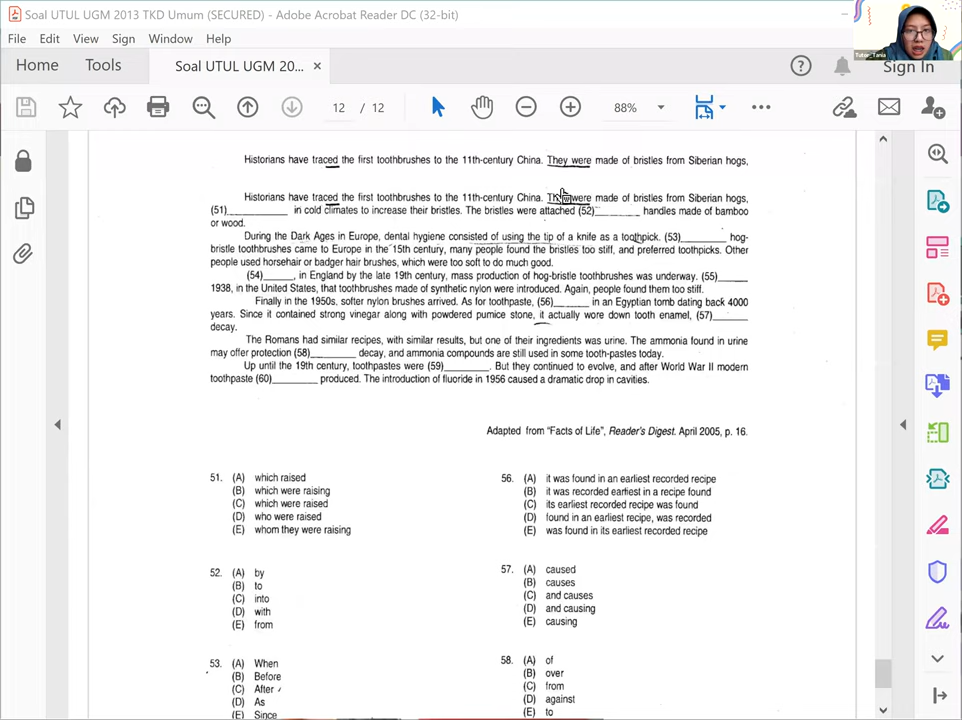 Soal UTUL UGM 2013 TKD Umum (SECURED) - Adobe Acrobat Reader DC (32-bit)
File Edit View Sign Window Help
Home Tools Soal UTUL UGM 20... × Sign In
12 / 12 88%
Tutor_Tania
Historians have traced the first toothbrushes to the 11th-century China. They were made of bristles from Siberian hogs,
Historians have traced the first toothbrushes to the 11th-century China. They were made of bristles from Siberian hogs,
(51)____________ in cold climates to increase their bristles. The bristles were attached (52)________ handles made of bamboo
or wood.
During the Dark Ages in Europe, dental hygiene consisted of using the tip of a knife as a toothpick. (53)________ hog-
bristle toothbrushes came to Europe in the 15th century, many people found the bristles too stiff, and preferred toothpicks. Other
people used horsehair or badger hair brushes, which were too soft to do much good.
(54)______, in England by the late 19th century, mass production of hog-bristle toothbrushes was underway. (55)______
1938, in the United States, that toothbrushes made of synthetic nylon were introduced. Again, people found them too stiff.
Finally in the 1950s, softer nylon brushes arrived. As for toothpaste, (56)_______ in an Egyptian tomb dating back 4000
years. Since it contained strong vinegar along with powdered pumice stone, it actually wore down tooth enamel, (57)_______
decay.
The Romans had similar recipes, with similar results, but one of their ingredients was urine. The ammonia found in urine
may offer protection (58)_________ decay, and ammonia compounds are still used in some tooth-pastes today.
Up until the 19th century, toothpastes were (59)_________. But they continued to evolve, and after World War II modern
toothpaste (60)_________ produced. The introduction of fluoride in 1956 caused a dramatic drop in cavities.
Adapted from "Facts of Life", Reader's Digest. April 2005, p. 16.
51. (A) which raised
(B) which were raising
(C) which were raised
(D) who were raised
(E) whom they were raising
52. (A) by
(B) to
(C) into
(D) with
(E) from
53. (A) When
(B) Before
(C) After
(D) As
(E) Since
56. (A) it was found in an earliest recorded recipe
(B) it was recorded earliest in a recipe found
(C) its earliest recorded recipe was found
(D) found in an earliest recipe, was recorded
(E) was found in its earliest recorded recipe
57. (A) caused
(B) causes
(C) and causes
(D) and causing
(E) causing
58. (A) of
(B) over
(C) from
(D) against
(E) to